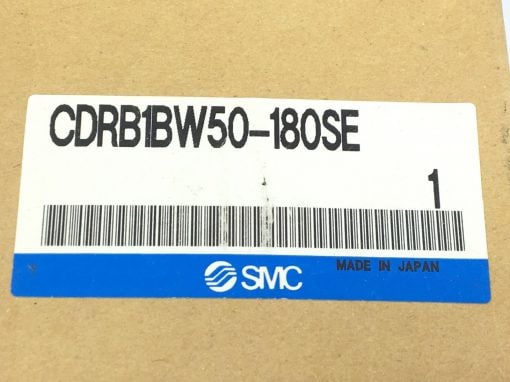 CDRB1BW50-180SE
1
MADE IN JAPAN
SMC